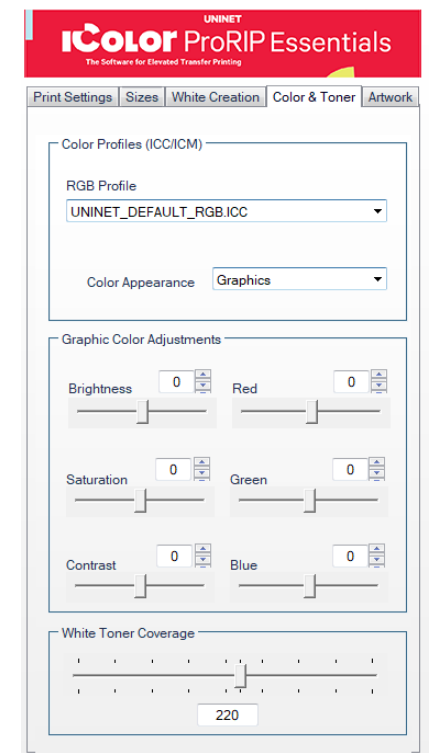 UNINET
IColor ProRIP Essentials
The Software for Elevated Transfer Printing
Print Settings Sizes White Creation Color & Toner Artwork
Color Profiles (ICC/ICM)
RGB Profile
UNINET_DEFAULT_RGB.ICC
Color Appearance Graphics
Graphic Color Adjustments
Brightness 0 Red 0
Saturation 0 Green 0
Contrast 0 Blue 0
White Toner Coverage
220